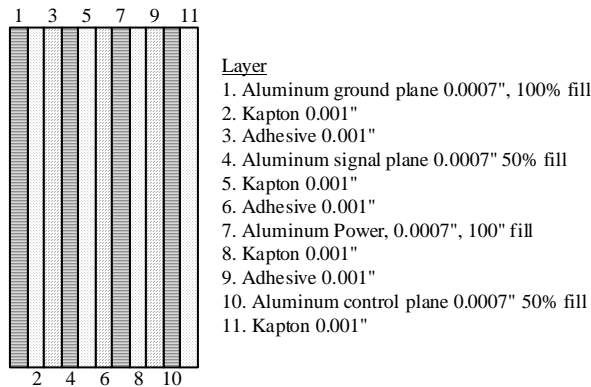 1 3 5 7 9 11
Layer
1. Aluminum ground plane 0.0007", 100% fill
2. Kapton 0.001"
3. Adhesive 0.001"
4. Aluminum signal plane 0.0007" 50% fill
5. Kapton 0.001"
6. Adhesive 0.001"
7. Aluminum Power, 0.0007", 100" fill
8. Kapton 0.001"
9. Adhesive 0.001"
10. Aluminum control plane 0.0007" 50% fill
11. Kapton 0.001"
2 4 6 8 10